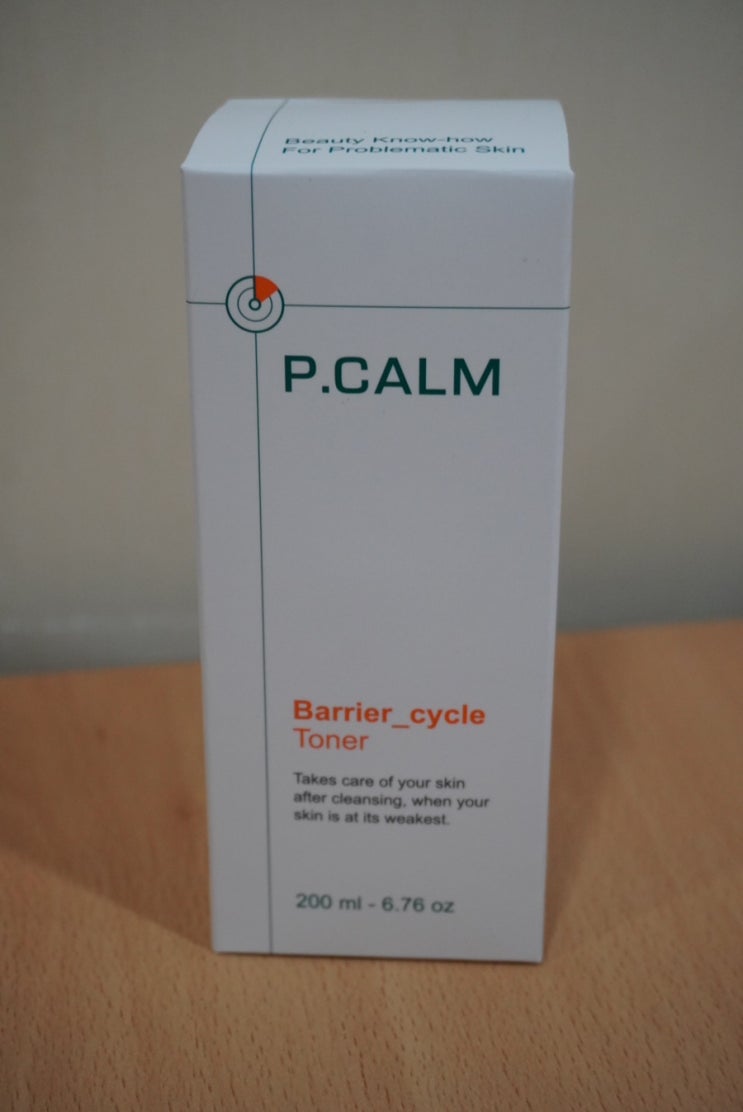 Beauty Know-how
For Problematic Skin
P.CALM
Barrier_cycle
Toner
Takes care of your skin
after cleansing, when your
skin is at its weakest.
200 ml - 6.76 oz